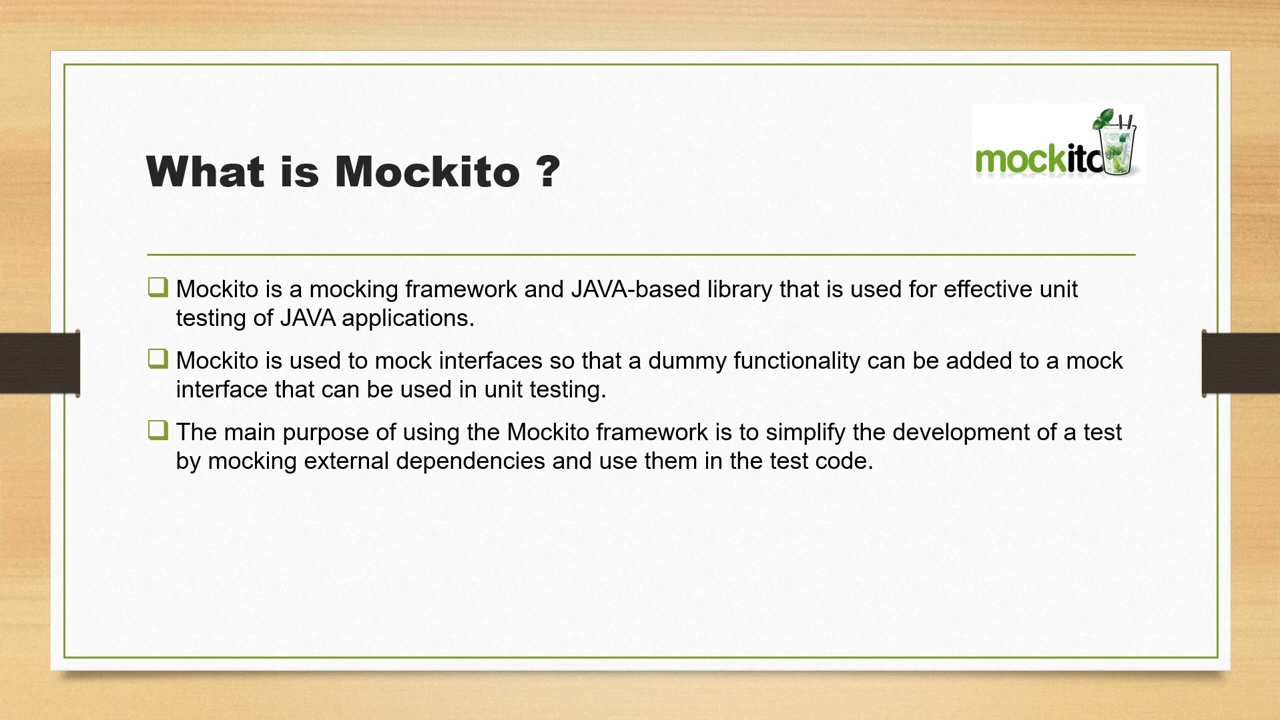 mockito
What is Mockito ?
Mockito is a mocking framework and JAVA-based library that is used for effective unit
testing of JAVA applications.
Mockito is used to mock interfaces so that a dummy functionality can be added to a mock
interface that can be used in unit testing.
The main purpose of using the Mockito framework is to simplify the development of a test
by mocking external dependencies and use them in the test code.